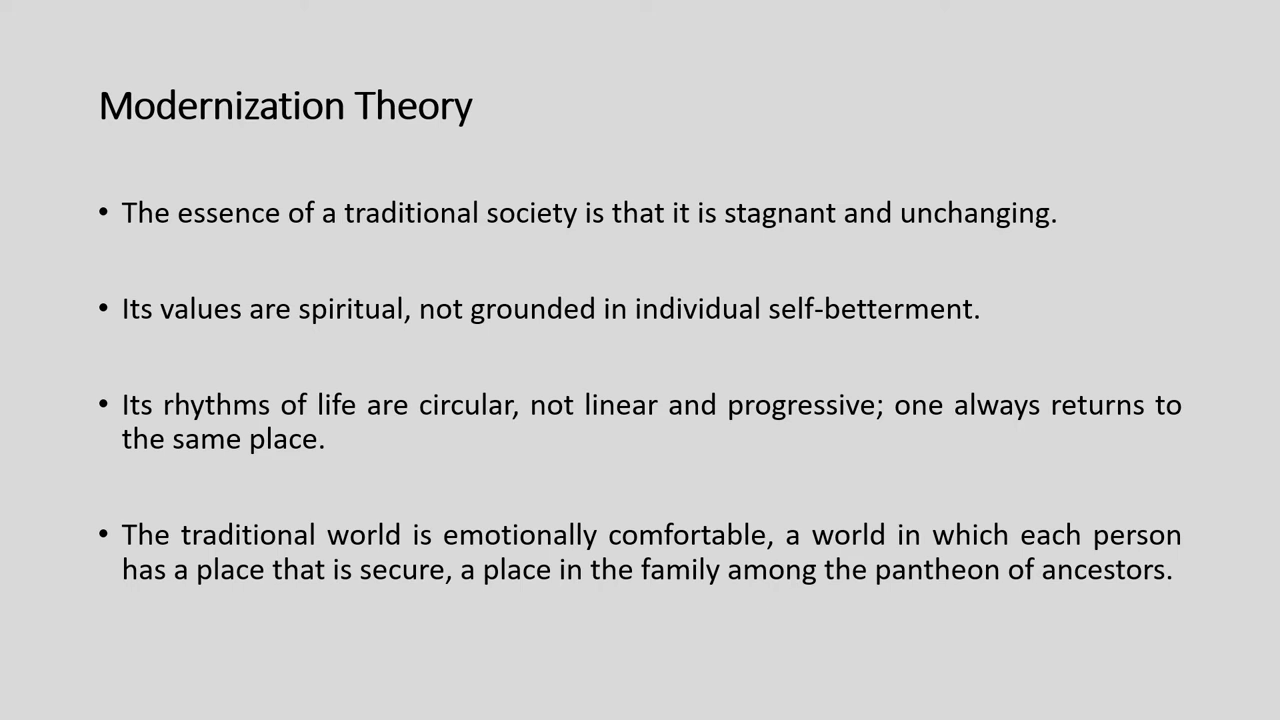 Modernization Theory
• The essence of a traditional society is that it is stagnant and unchanging.
• Its values are spiritual, not grounded in individual self-betterment.
• Its rhythms of life are circular, not linear and progressive; one always returns to
the same place.
• The traditional world is emotionally comfortable, a world in which each person
has a place that is secure, a place in the family among the pantheon of ancestors.